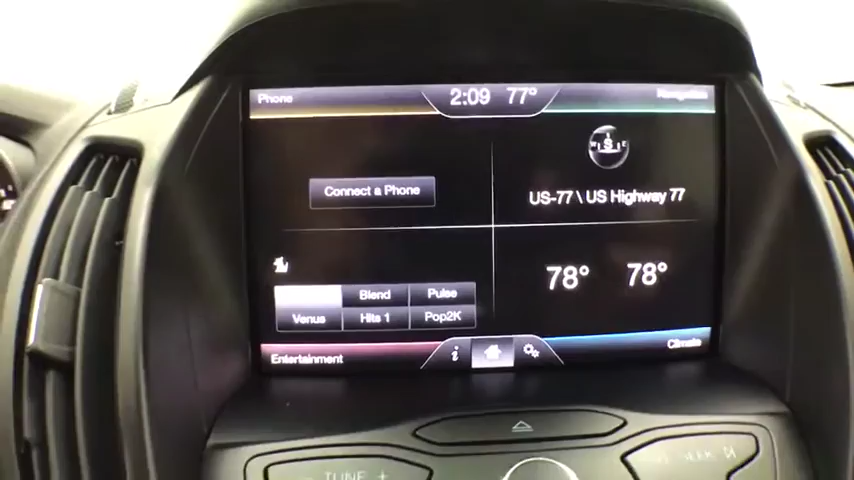 Phone
2:09 77°
Navigation
Connect a Phone
S
E
US-77 \ US Highway 77
78° 78°
Blend Pulse
Venus Hits 1 Pop2K
Entertainment
i
Climate
- TUNE +
SEEK